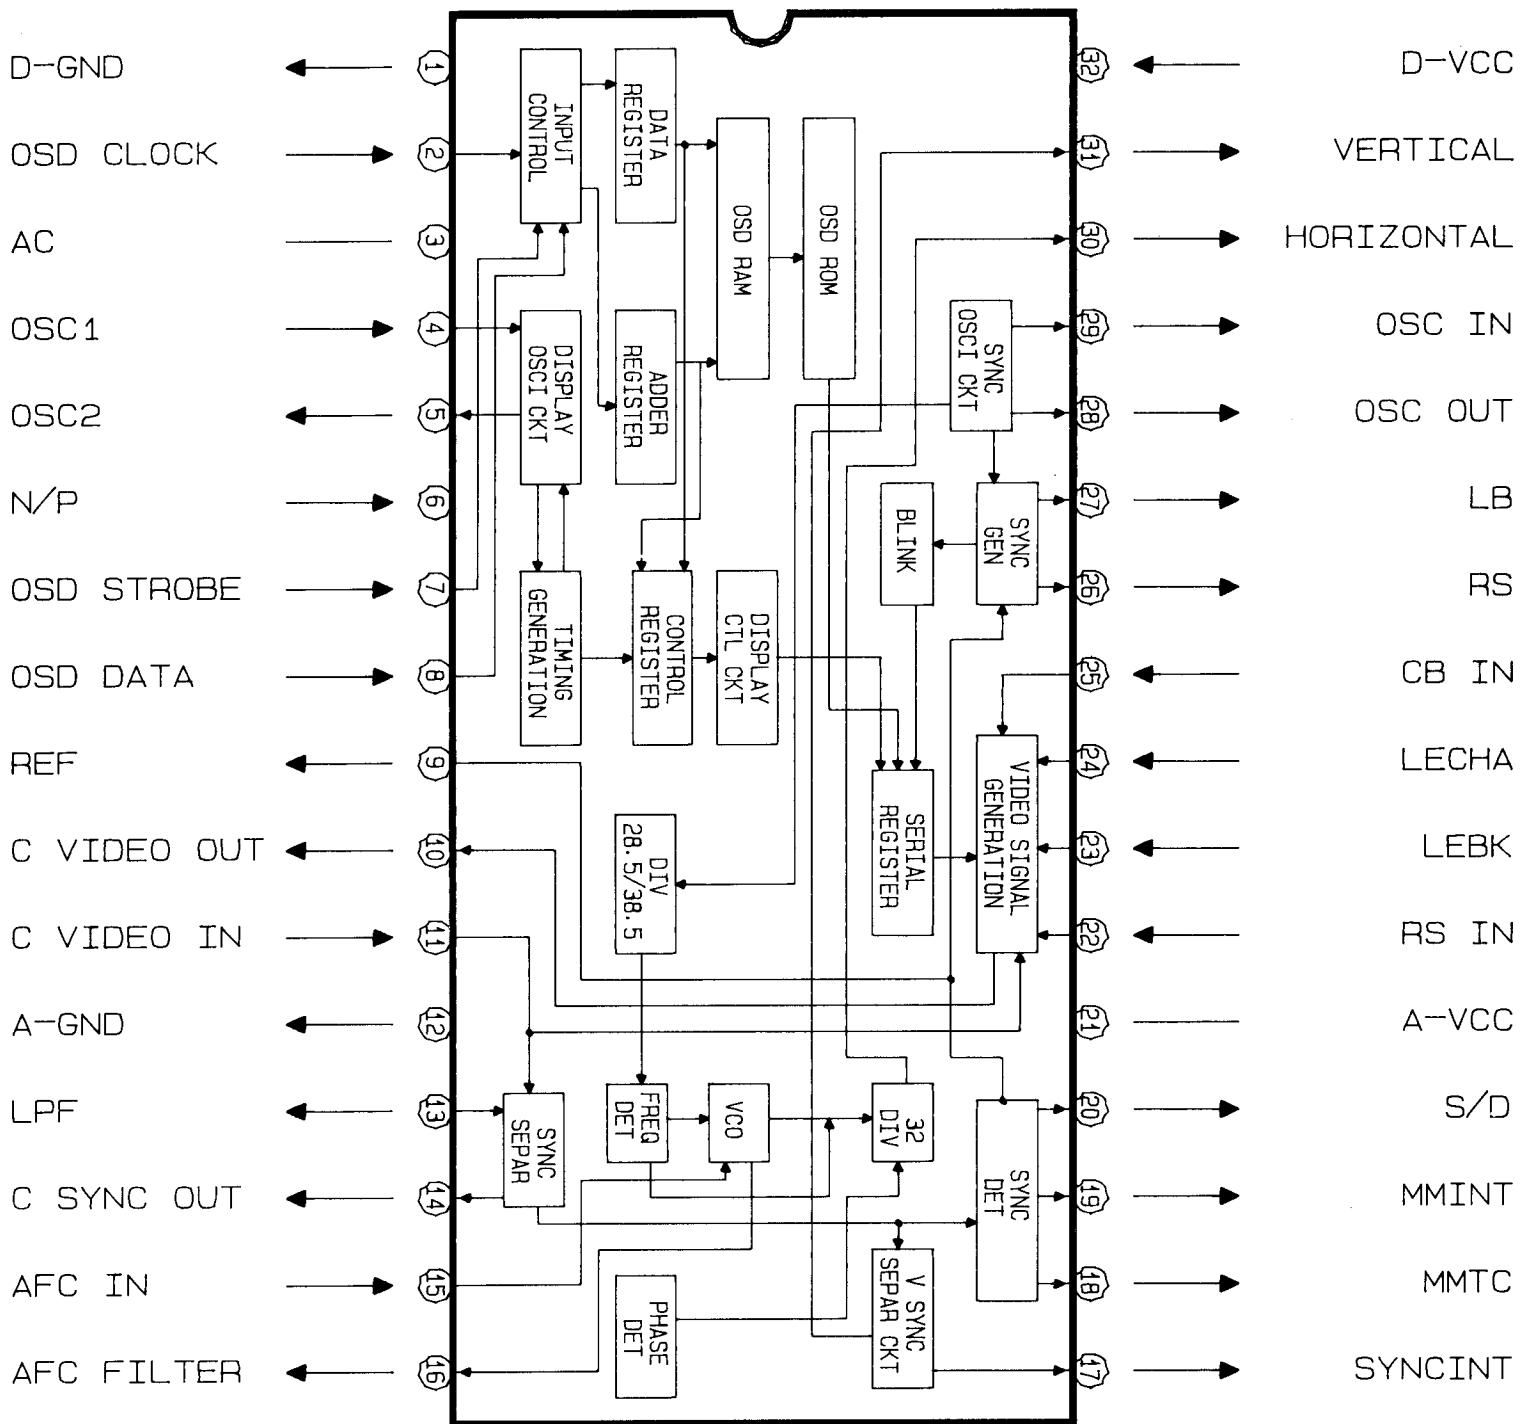 D-GND
OSD CLOCK
AC
OSC1
OSC2
N/P
OSD STROBE
OSD DATA
REF
C VIDEO OUT
C VIDEO IN
A-GND
LPF
C SYNC OUT
AFC IN
AFC FILTER
1
2
3
4
5
6
7
8
9
10
11
12
13
14
15
16
INPUT
CONTROL
DATA
REGISTER
OSD RAM
OSD ROM
DISPLAY
OSCI CKT
ADDER
REGISTER
SYNC
OSCI CKT
BLINK
SYNC
GEN
TIMING
GENERATION
CONTROL
REGISTER
DISPLAY
CTL CKT
SERIAL
REGISTER
VIDEO SIGNAL
GENERATION
DIV
28.5/38.5
SYNC
SEPAR
FREQ
DET
VCO
32
DIV
SYNC
DET
PHASE
DET
V SYNC
SEPAR CKT
32
31
30
29
28
27
26
25
24
23
22
21
20
19
18
17
D-VCC
VERTICAL
HORIZONTAL
OSC IN
OSC OUT
LB
RS
CB IN
LECHA
LEBK
RS IN
A-VCC
S/D
MMINT
MMTC
SYNCINT